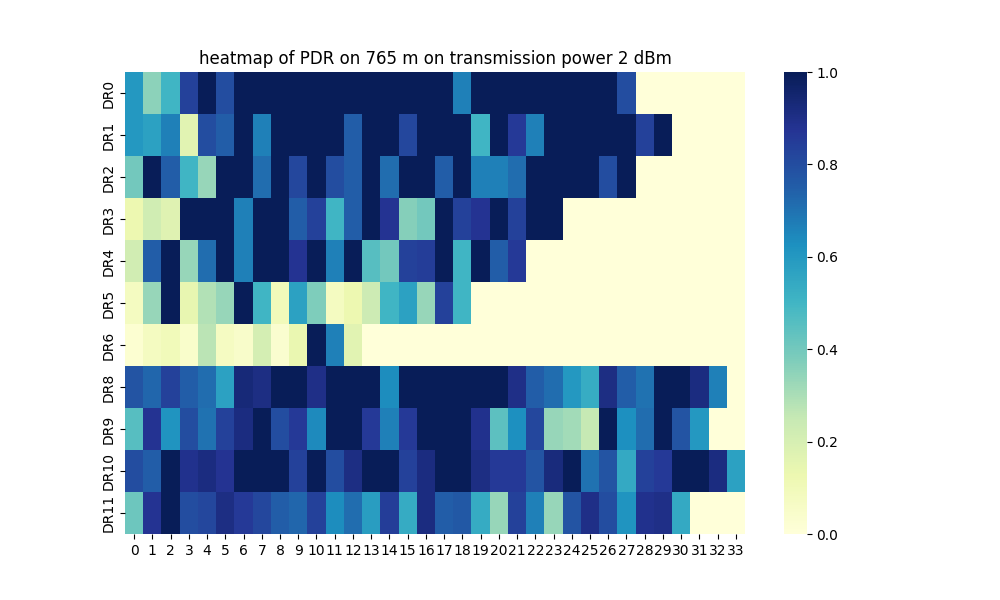 heatmap of PDR on 765 m on transmission power 2 dBm
DR0
DR1
DR2
DR3
DR4
DR5
DR6
DR8
DR9
DR10
DR11
0 1 2 3 4 5 6 7 8 9 10 11 12 13 14 15 16 17 18 19 20 21 22 23 24 25 26 27 28 29 30 31 32 33
1.0
0.8
0.6
0.4
0.2
0.0